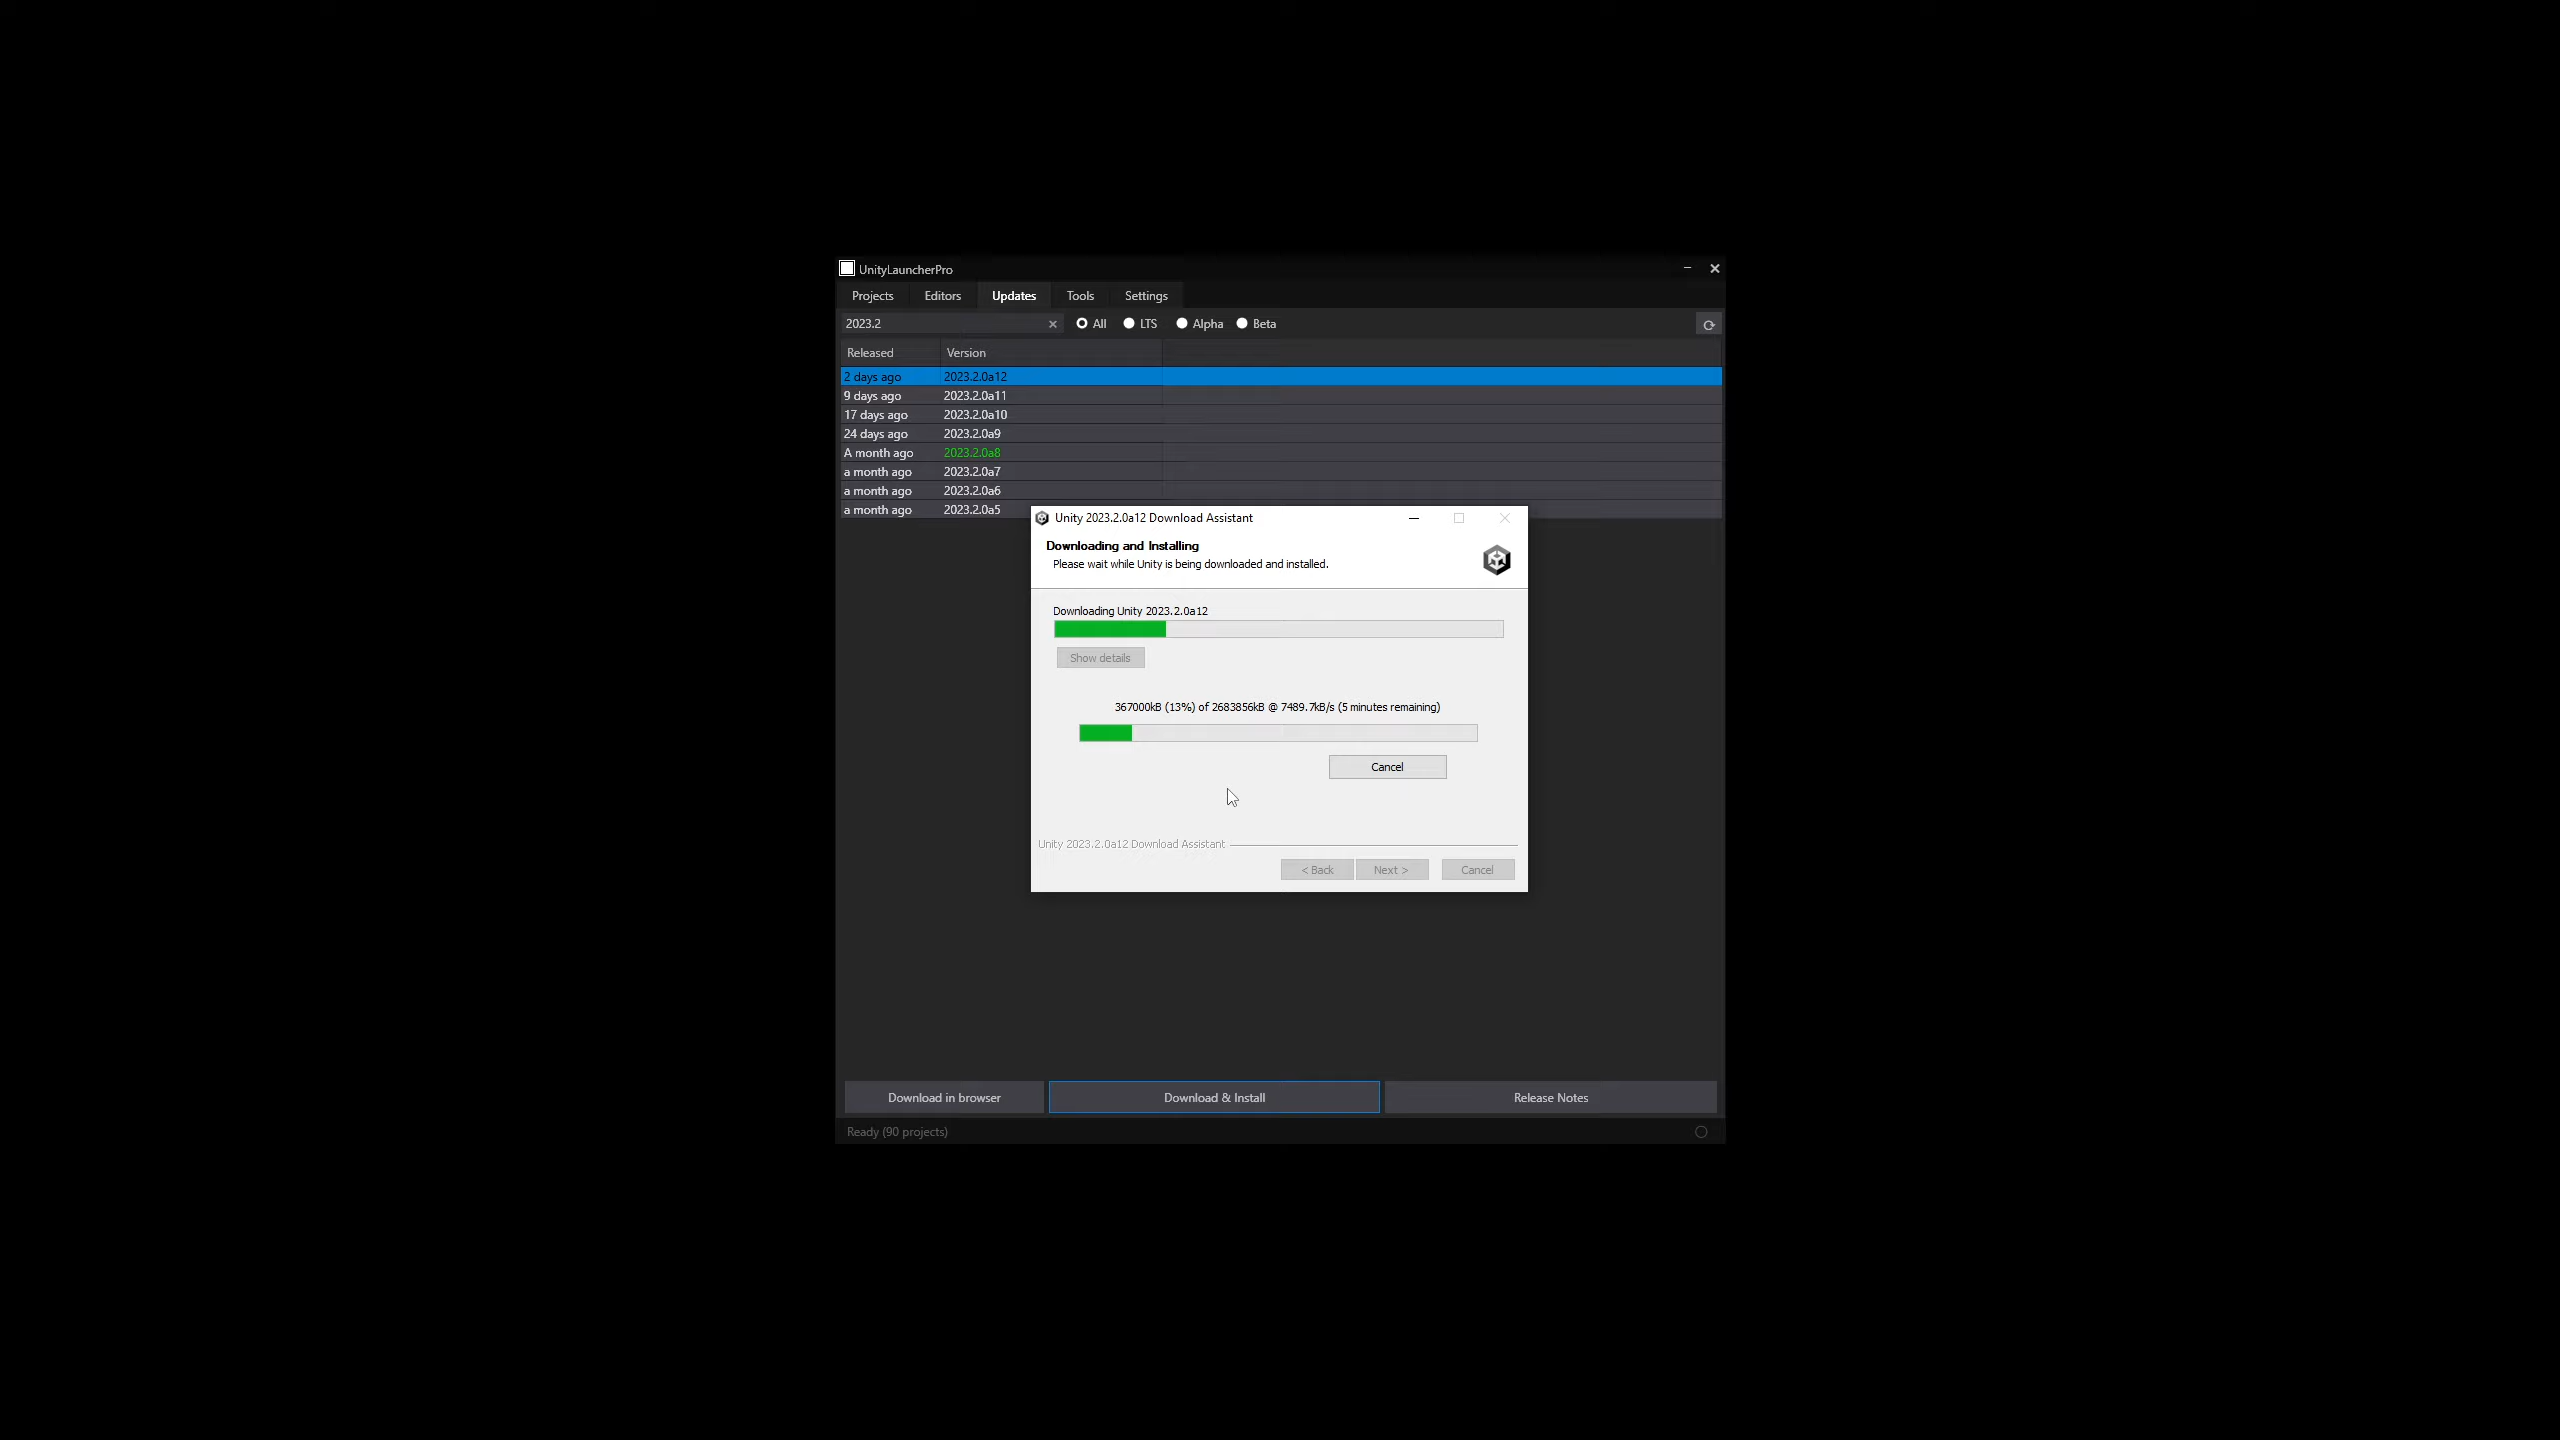 UnityLauncherPro
Projects Editors Updates Tools Settings
2023.2 All LTS Alpha Beta
Released Version
2 days ago 2023.2.0a12
9 days ago 2023.2.0a11
17 days ago 2023.2.0a10
24 days ago 2023.2.0a9
A month ago 2023.2.0a8
a month ago 2023.2.0a7
a month ago 2023.2.0a6
a month ago 2023.2.0a5
Unity 2023.2.0a12 Download Assistant
Downloading and Installing
Please wait while Unity is being downloaded and installed.
Downloading Unity 2023.2.0a12
Show details
367000kB (13%) of 2683856kB @ 7489.7kB/s (5 minutes remaining)
Cancel
Unity 2023.2.0a12 Download Assistant
< Back Next > Cancel
Download in browser Download & Install Release Notes
Ready (90 projects)